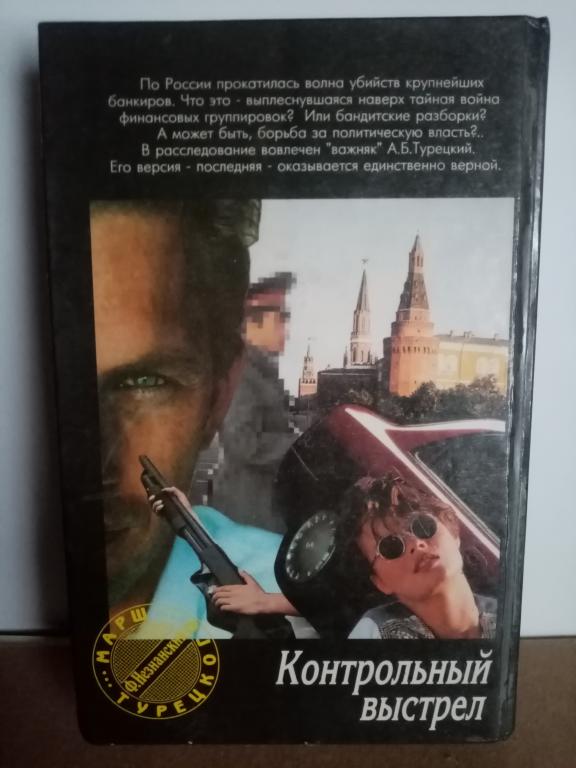 По России прокатилась волна убийств крупнейших
банкиров. Что это - выплеснувшаяся наверх тайная война
финансовых группировок? Или бандитские разборки?
А может быть, борьба за политическую власть?..
В расследование вовлечен "важняк" А.Б.Турецкий.
Его версия - последняя - оказывается единственно верной.
...МАРШ
Ф.Незнанский
ТУРЕЦКОГО
Контрольный
выстрел